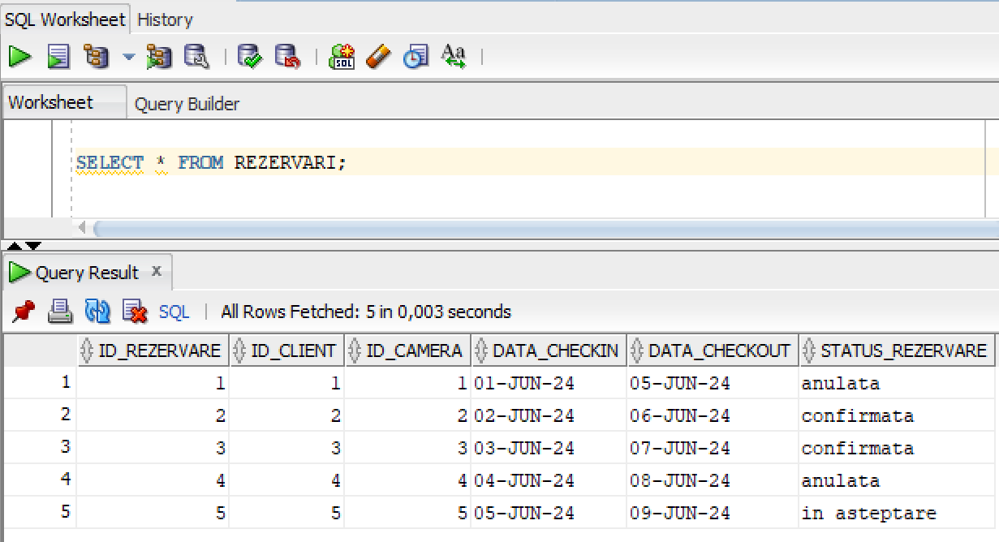 SQL Worksheet History
SQL Aa
Worksheet Query Builder
SELECT * FROM REZERVARI;
Query Result x
SQL | All Rows Fetched: 5 in 0,003 seconds
ID_REZERVARE ID_CLIENT ID_CAMERA DATA_CHECKIN DATA_CHECKOUT STATUS_REZERVARE
1 1 1 1 01-JUN-24 05-JUN-24 anulata
2 2 2 2 02-JUN-24 06-JUN-24 confirmata
3 3 3 3 03-JUN-24 07-JUN-24 confirmata
4 4 4 4 04-JUN-24 08-JUN-24 anulata
5 5 5 5 05-JUN-24 09-JUN-24 in asteptare